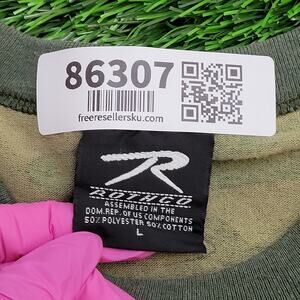 86307
freeresellersku.com
R
ROTHCO
ASSEMBLED IN THE
DOM. REP. OF US COMPONENTS
50% POLYESTER 50% COTTON
L